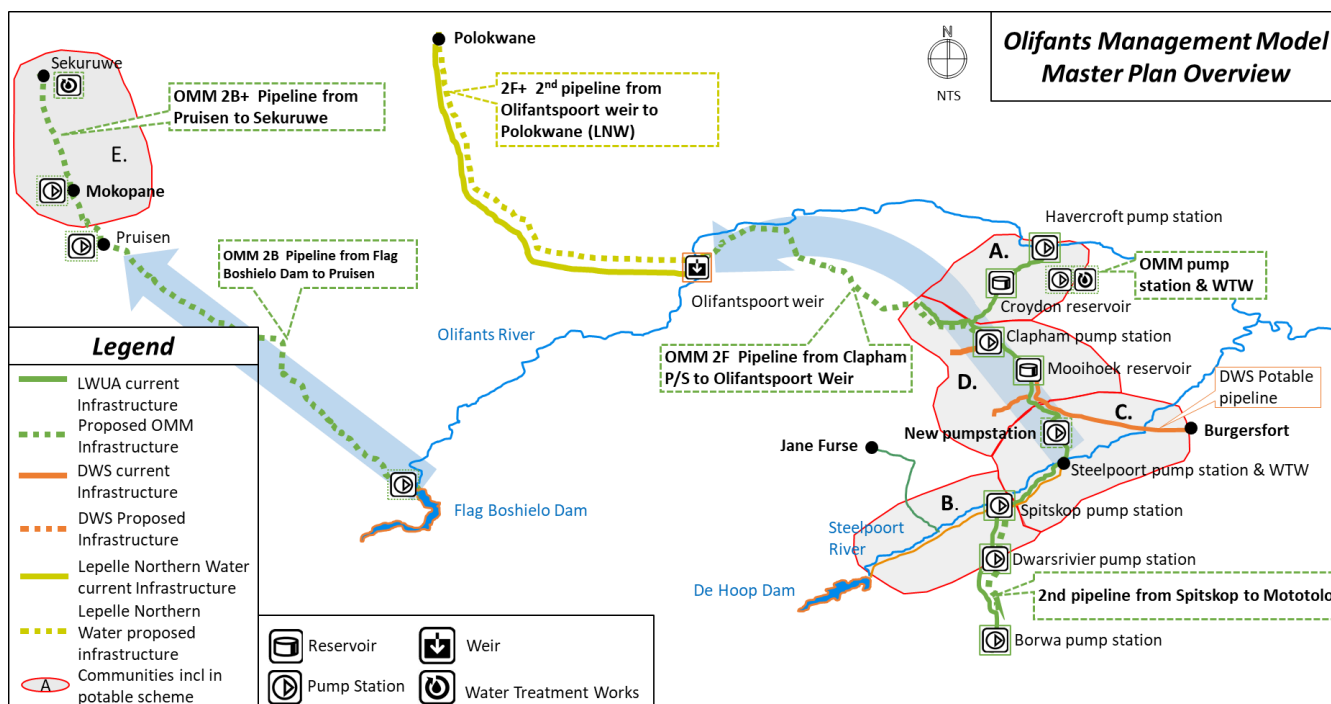 Olifants Management Model
Master Plan Overview
N
NTS
Sekuruwe
OMM 2B+ Pipeline from
Pruisen to Sekuruwe
E.
Mokopane
Pruisen
OMM 2B Pipeline from Flag
Boshielo Dam to Pruisen
Polokwane
2F+ 2nd pipeline from
Olifantspoort weir to
Polokwane (LNW)
Olifantspoort weir
Olifants River
Flag Boshielo Dam
OMM 2F Pipeline from Clapham
P/S to Olifantspoort Weir
Havercroft pump station
A.
OMM pump
station & WTW
Croydon reservoir
Clapham pump station
Mooihoek reservoir
D.
DWS Potable
pipeline
C.
Burgersfort
New pumpstation
Jane Furse
Steelpoort pump station & WTW
B.
Spitskop pump station
Steelpoort
River
Dwarsrivier pump station
De Hoop Dam
2nd pipeline from Spitskop to Mototolo
Borwa pump station
Legend
LWUA current
Infrastructure
Proposed OMM
Infrastructure
DWS current
Infrastructure
DWS Proposed
Infrastructure
Lepelle Northern Water
current Infrastructure
Lepelle Northern
Water proposed
infrastructure
A
Communities incl in
potable scheme
Reservoir
Weir
Pump Station
Water Treatment Works